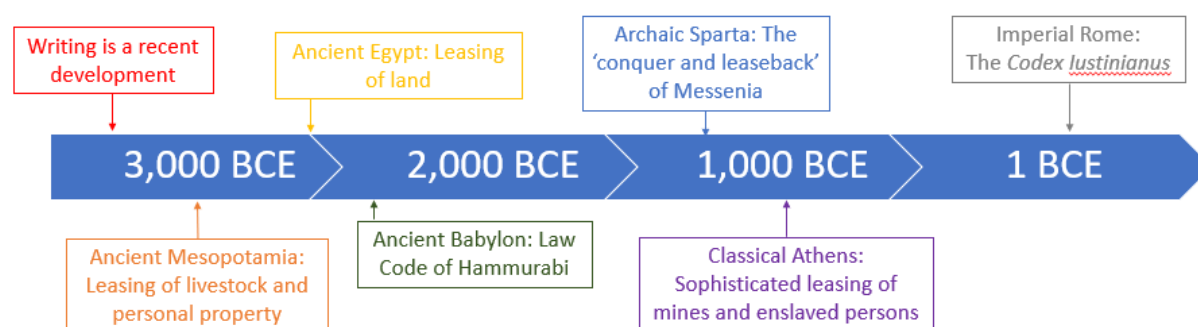 Writing is a recent
development
Ancient Egypt: Leasing
of land
Archaic Sparta: The
‘conquer and leaseback’
of Messenia
Imperial Rome:
The Codex Iustinianus
3,000 BCE
2,000 BCE
1,000 BCE
1 BCE
Ancient Mesopotamia:
Leasing of livestock and
personal property
Ancient Babylon: Law
Code of Hammurabi
Classical Athens:
Sophisticated leasing of
mines and enslaved persons